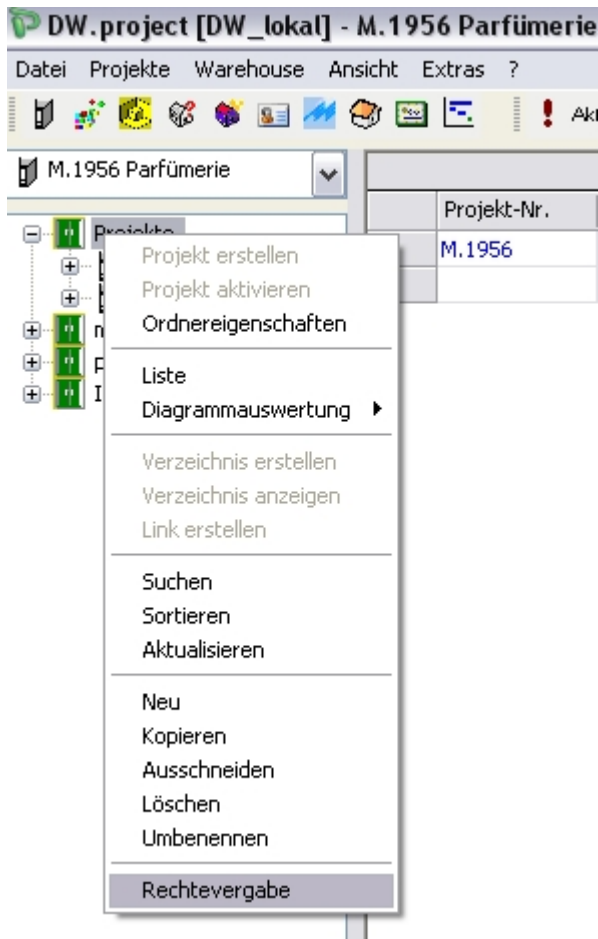 DW.project [DW_lokal] - M.1956 Parfümerie
Datei Projekte Warehouse Ansicht Extras ?
M.1956 Parfümerie
Projekt-Nr.
M.1956
Projekte
Projekt erstellen
Projekt aktivieren
Ordnereigenschaften
Liste
Diagrammauswertung
Verzeichnis erstellen
Verzeichnis anzeigen
Link erstellen
Suchen
Sortieren
Aktualisieren
Neu
Kopieren
Ausschneiden
Löschen
Umbenennen
Rechtevergabe